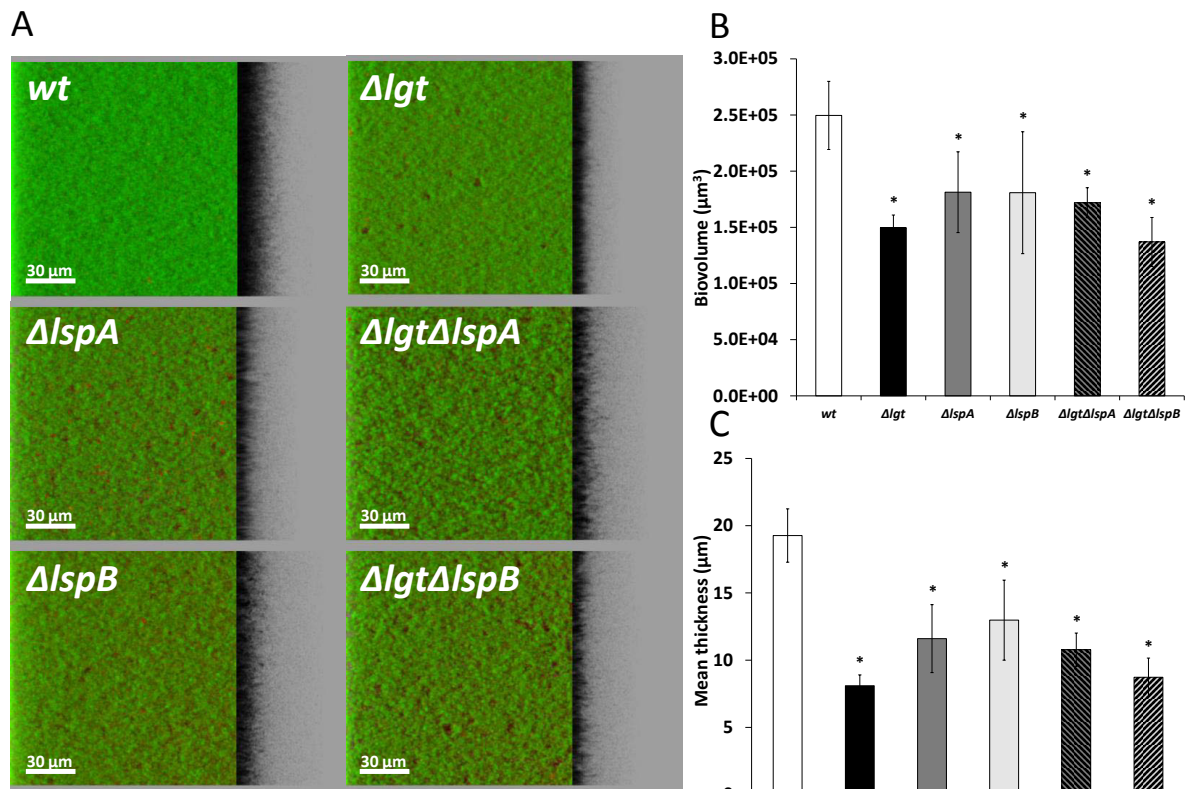 A
wt
30 µm
Δlgt
30 µm
ΔlspA
30 µm
ΔlgtΔlspA
30 µm
ΔlspB
30 µm
ΔlgtΔlspB
30 µm
B
Biovolume (µm³)
3.0E+05
2.5E+05
2.0E+05
1.5E+05
1.0E+05
5.0E+04
0.0E+00
*
*
*
*
*
wt
Δlgt
ΔlspA
ΔlspB
ΔlgtΔlspA
ΔlgtΔlspB
C
Mean thickness (µm)
25
20
15
10
5
*
*
*
*
*